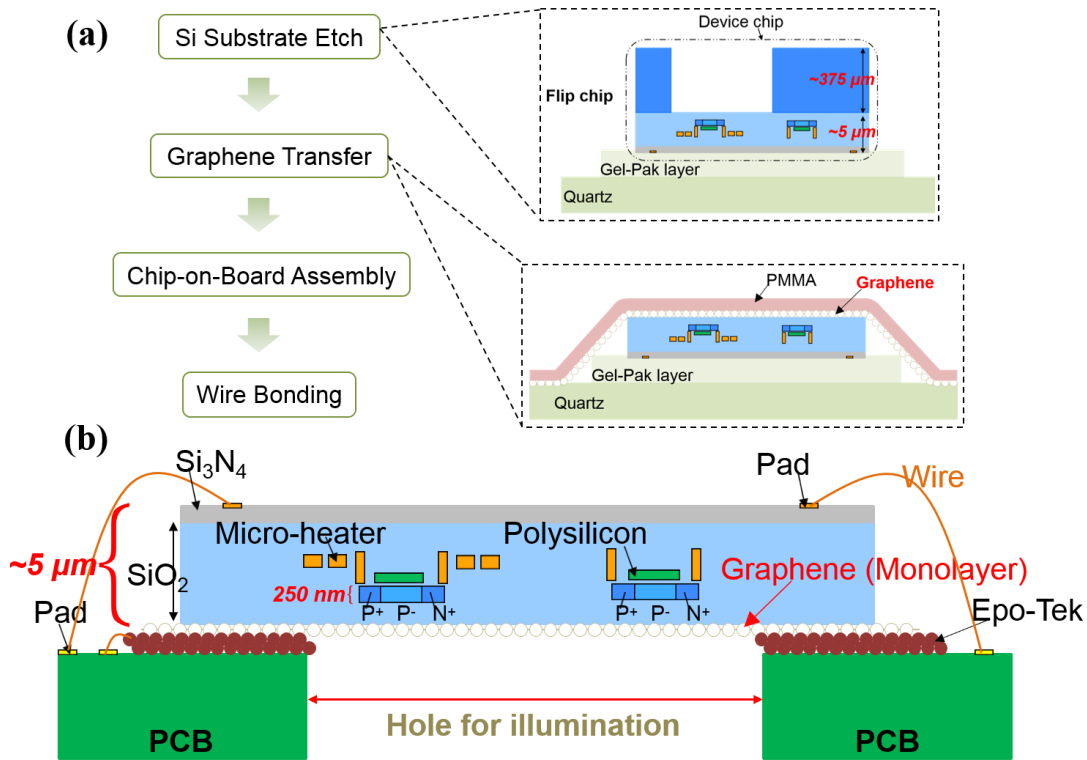 (a)
Si Substrate Etch
Graphene Transfer
Chip-on-Board Assembly
Wire Bonding
Device chip
~375 μm
Flip chip
~5 μm
Gel-Pak layer
Quartz
PMMA
Graphene
Gel-Pak layer
Quartz
(b)
Si₃N₄
Pad
Wire
Micro-heater
Polysilicon
~5 μm
SiO₂
Graphene (Monolayer)
250 nm
P⁺ P⁻ N⁺
P⁺ P⁻ N⁺
Pad
Epo-Tek
Hole for illumination
PCB
PCB